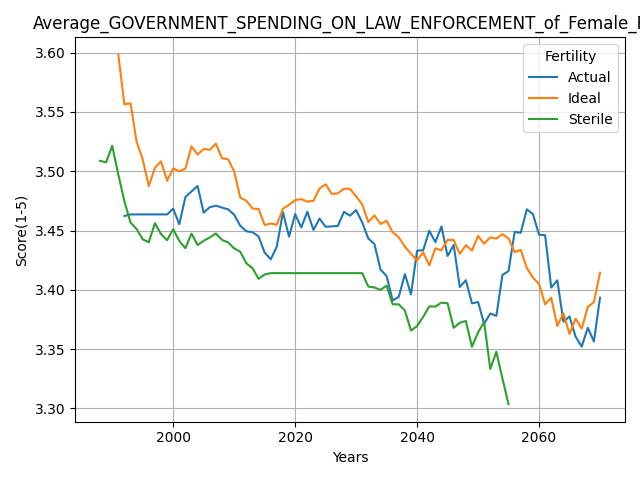 Average_GOVERNMENT_SPENDING_ON_LAW_ENFORCEMENT_of_Female_
3.60
3.55
3.50
3.45
3.40
3.35
3.30
Score(1-5)
Fertility
Actual
Ideal
Sterile
2000 2020 2040 2060
Years